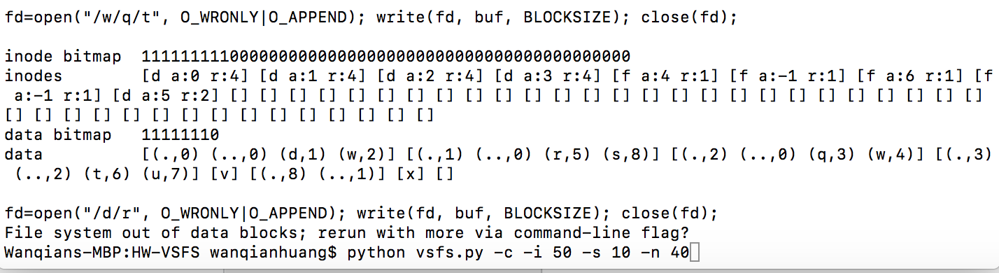 fd=open("/w/q/t", O_WRONLY|O_APPEND); write(fd, buf, BLOCKSIZE); close(fd);
inode bitmap 11111111100000000000000000000000000000000000000000
inodes [d a:0 r:4] [d a:1 r:4] [d a:2 r:4] [d a:3 r:4] [f a:4 r:1] [f a:-1 r:1] [f a:6 r:1] [f
a:-1 r:1] [d a:5 r:2] [] [] [] [] [] [] [] [] [] [] [] [] [] [] [] [] [] [] [] [] [] [] [] [] [] []
[] [] [] [] [] [] [] [] [] [] [] [] [] [] []
data bitmap 11111110
data [(.,0) (..,0) (d,1) (w,2)] [(.,1) (..,0) (r,5) (s,8)] [(.,2) (..,0) (q,3) (w,4)] [(.,3)
(..,2) (t,6) (u,7)] [v] [(.,8) (..,1)] [x] []
fd=open("/d/r", O_WRONLY|O_APPEND); write(fd, buf, BLOCKSIZE); close(fd);
File system out of data blocks; rerun with more via command-line flag?
Wanqians-MBP:HW-VSFS wanqianhuang$ python vsfs.py -c -i 50 -s 10 -n 40